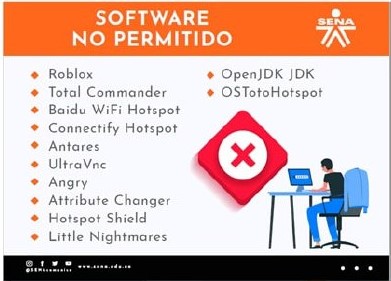 SOFTWARE
NO PERMITIDO
SENA
Roblox
Total Commander
Baidu WiFi Hotspot
Connectify Hotspot
Antares
UltraVnc
Angry
Attribute Changer
Hotspot Shield
Little Nightmares
OpenJDK JDK
OSTotoHotspot
@SENAcomunica
www.sena.edu.co